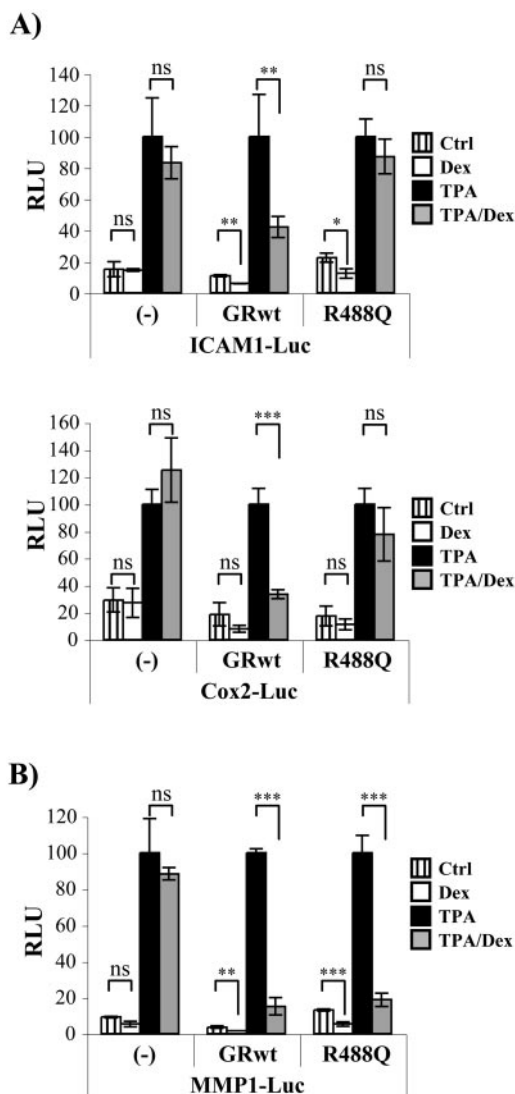 A)
ns ** ns
140
120
100
80
60
40
20
0
RLU
ns ** *
Ctrl
Dex
TPA
TPA/Dex
(-) GRwt R488Q
ICAM1-Luc
ns *** ns
160
140
120
100
80
60
40
20
0
RLU
ns ns ns
Ctrl
Dex
TPA
TPA/Dex
(-) GRwt R488Q
Cox2-Luc
B)
ns *** ***
120
100
80
60
40
20
0
RLU
ns ** ***
Ctrl
Dex
TPA
TPA/Dex
(-) GRwt R488Q
MMP1-Luc